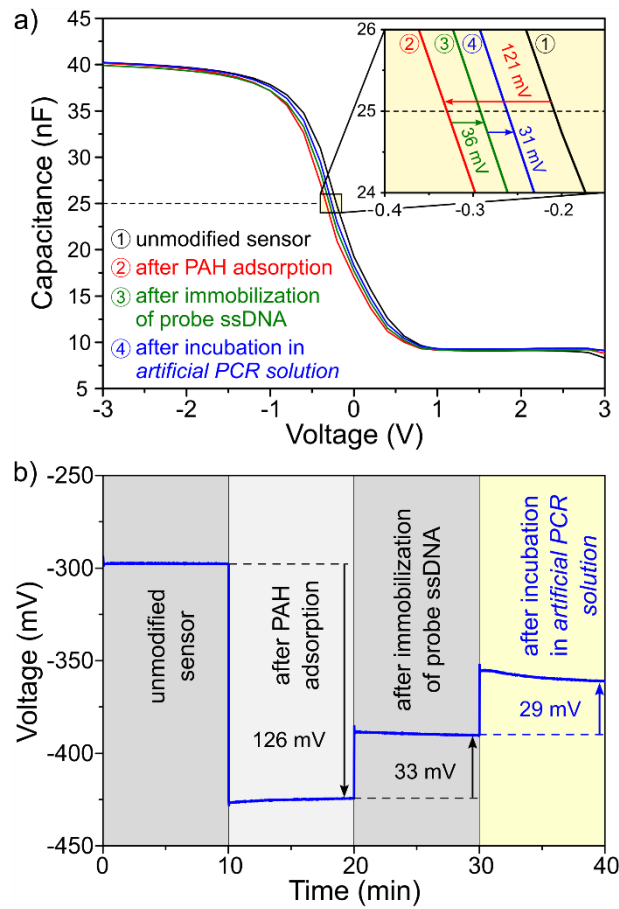 a)
Capacitance (nF)
45
40
35
30
25
20
15
10
5
-3
-2
-1
0
1
2
3
Voltage (V)
① unmodified sensor
② after PAH adsorption
③ after immobilization
of probe ssDNA
④ after incubation in
artificial PCR solution
26
25
24
-0.4
-0.3
-0.2
②
③
④
①
121 mV
36 mV
31 mV
b)
Voltage (mV)
-250
-300
-350
-400
-450
0
10
20
30
40
Time (min)
unmodified
sensor
after PAH
adsorption
after immobilization
of probe ssDNA
after incubation
in artificial PCR
solution
126 mV
33 mV
29 mV